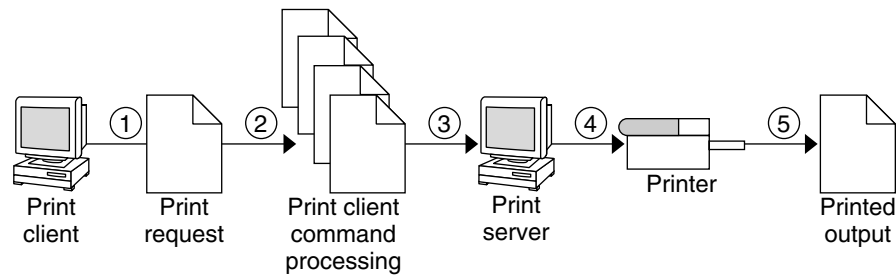 1
2
3
4
5
Print
client
Print
request
Print client
command
processing
Print
server
Printer
Printed
output